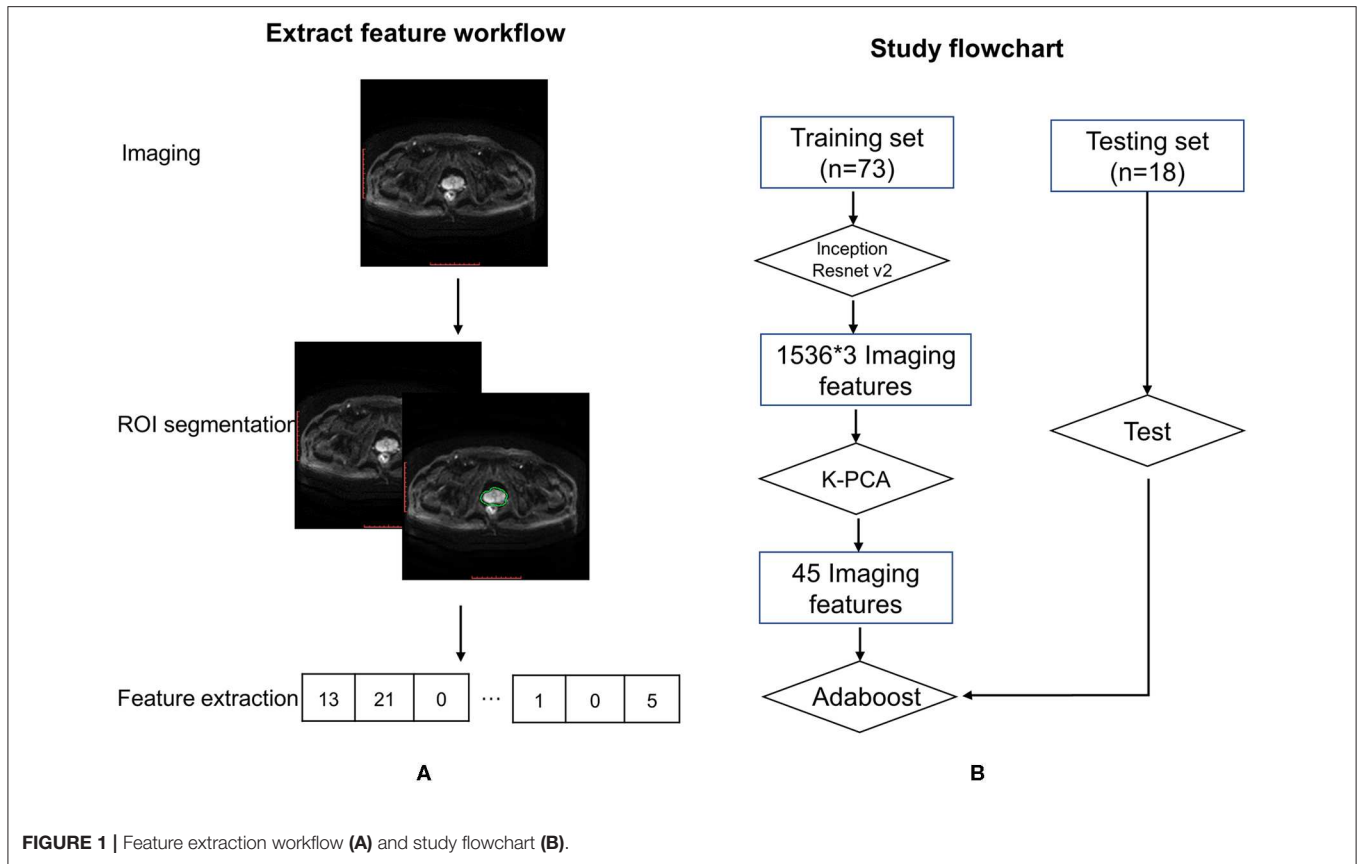 Extract feature workflow
Imaging
ROI segmentation
Feature extraction 13 21 0 ... 1 0 5
A
Study flowchart
Training set
(n=73)
Inception
Resnet v2
1536*3 Imaging
features
K-PCA
45 Imaging
features
Adaboost
Testing set
(n=18)
Test
B
FIGURE 1 | Feature extraction workflow (A) and study flowchart (B).